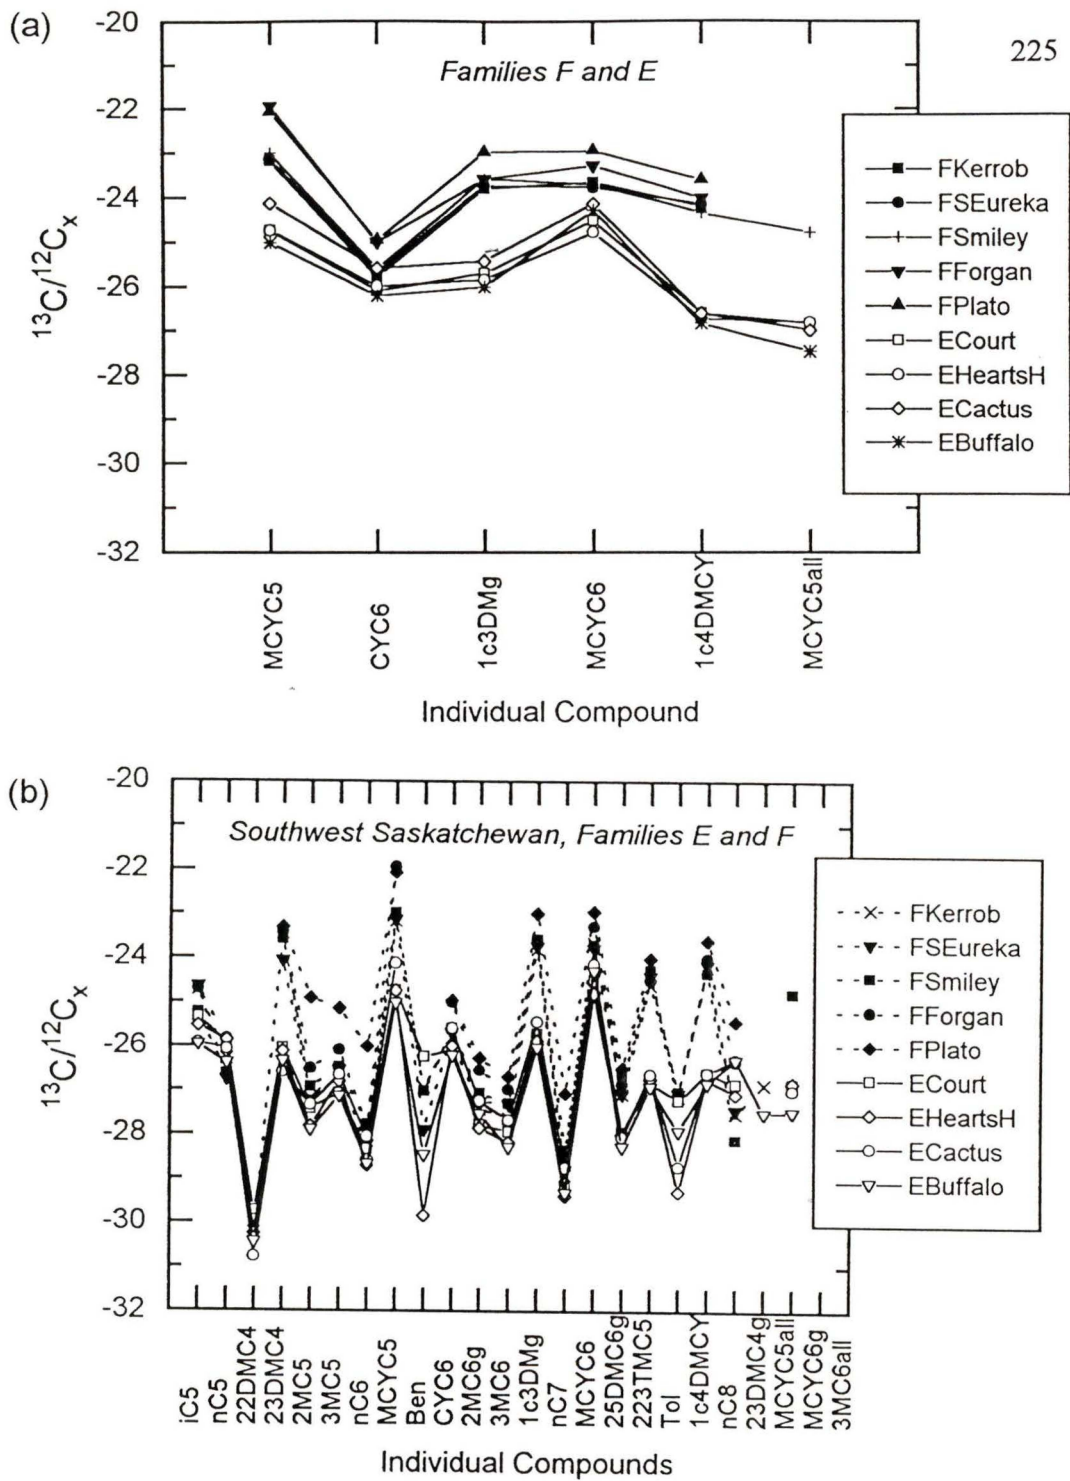 (a)
225
-20
-22
-24
-26
-28
-30
-32
¹³C/¹²Cₓ
Families F and E
FKerrob
FSEureka
FSmiley
FForgan
FPlato
ECourt
EHeartsH
ECactus
EBuffalo
MCYC5
CYC6
1c3DMg
MCYC6
1c4DMCY
MCYC5all
Individual Compound
(b)
-20
-22
-24
-26
-28
-30
-32
¹³C/¹²Cₓ
Southwest Saskatchewan, Families E and F
FKerrob
FSEureka
FSmiley
FForgan
FPlato
ECourt
EHeartsH
ECactus
EBuffalo
iC5
nC5
22DMC4
23DMC4
2MC5
3MC5
nC6
MCYC5
Ben
CYC6
2MC6g
3MC6
1c3DMg
nC7
MCYC6
25DMC6g
223TMC5
Tol
1c4DMCY
nC8
23DMC4g
MCYC5all
MCYC6g
3MC6all
Individual Compounds